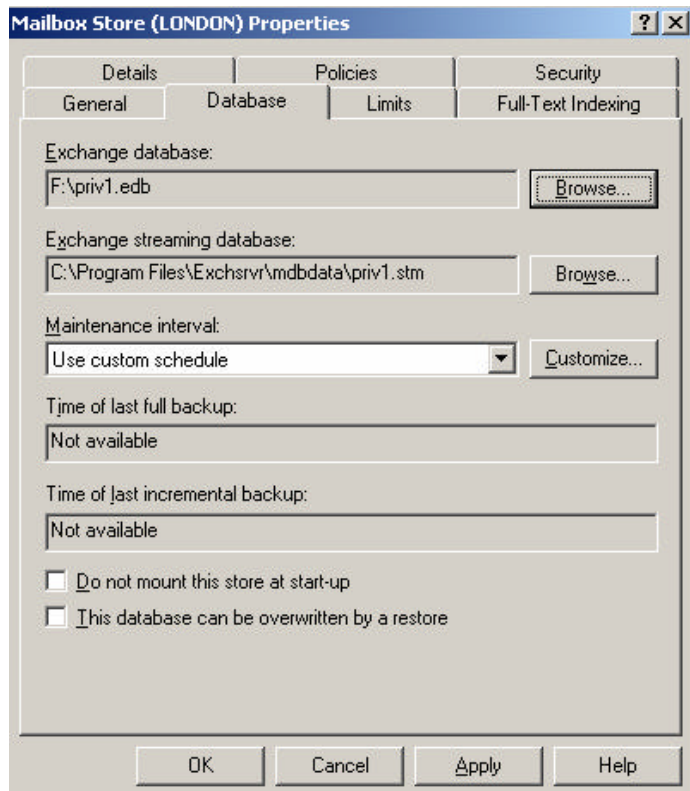 Mailbox Store (LONDON) Properties
Details Policies Security
General Database Limits Full-Text Indexing
Exchange database:
F:\priv1.edb Browse...
Exchange streaming database:
C:\Program Files\Exchsrvr\mdbdata\priv1.stm Browse...
Maintenance interval:
Use custom schedule Customize...
Time of last full backup:
Not available
Time of last incremental backup:
Not available
Do not mount this store at start-up
This database can be overwritten by a restore
OK Cancel Apply Help